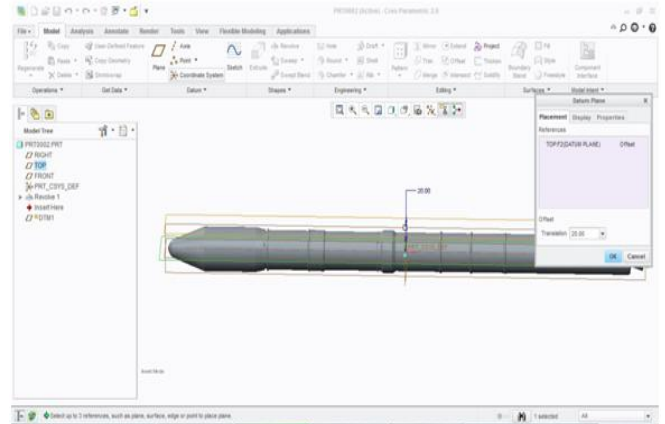 PRT0002 (Active) - Creo Parametric 2.0
File Model Analysis Annotate Render Tools View Flexible Modeling Applications
Regenerate
Copy
Paste
Delete
User-Defined Feature
Copy Geometry
Shrinkwrap
Plane
Axis
Point
Coordinate System
Sketch
Extrude
Revolve
Sweep
Swept Blend
Hole
Round
Chamfer
Draft
Shell
Rib
Mirror
Trim
Merge
Extend
Offset
Intersect
Project
Thicken
Solidify
Boundary
Blend
Fill
Style
Freestyle
Component
Interface
Operations Get Data Datum Shapes Engineering Editing Surfaces Model Intent
Model Tree
PRT0002.PRT
RIGHT
TOP
FRONT
PRT_CSYS_DEF
Revolve 1
Insert Here
DTM1
20.00
Insert Mode
Datum Plane
Placement Display Properties
References
TOP:F2(DATUM PLANE) Offset
Offset
Translation 20.00
OK Cancel
Select up to 3 references, such as plane, surface, edge or point to place plane.
1 selected
All